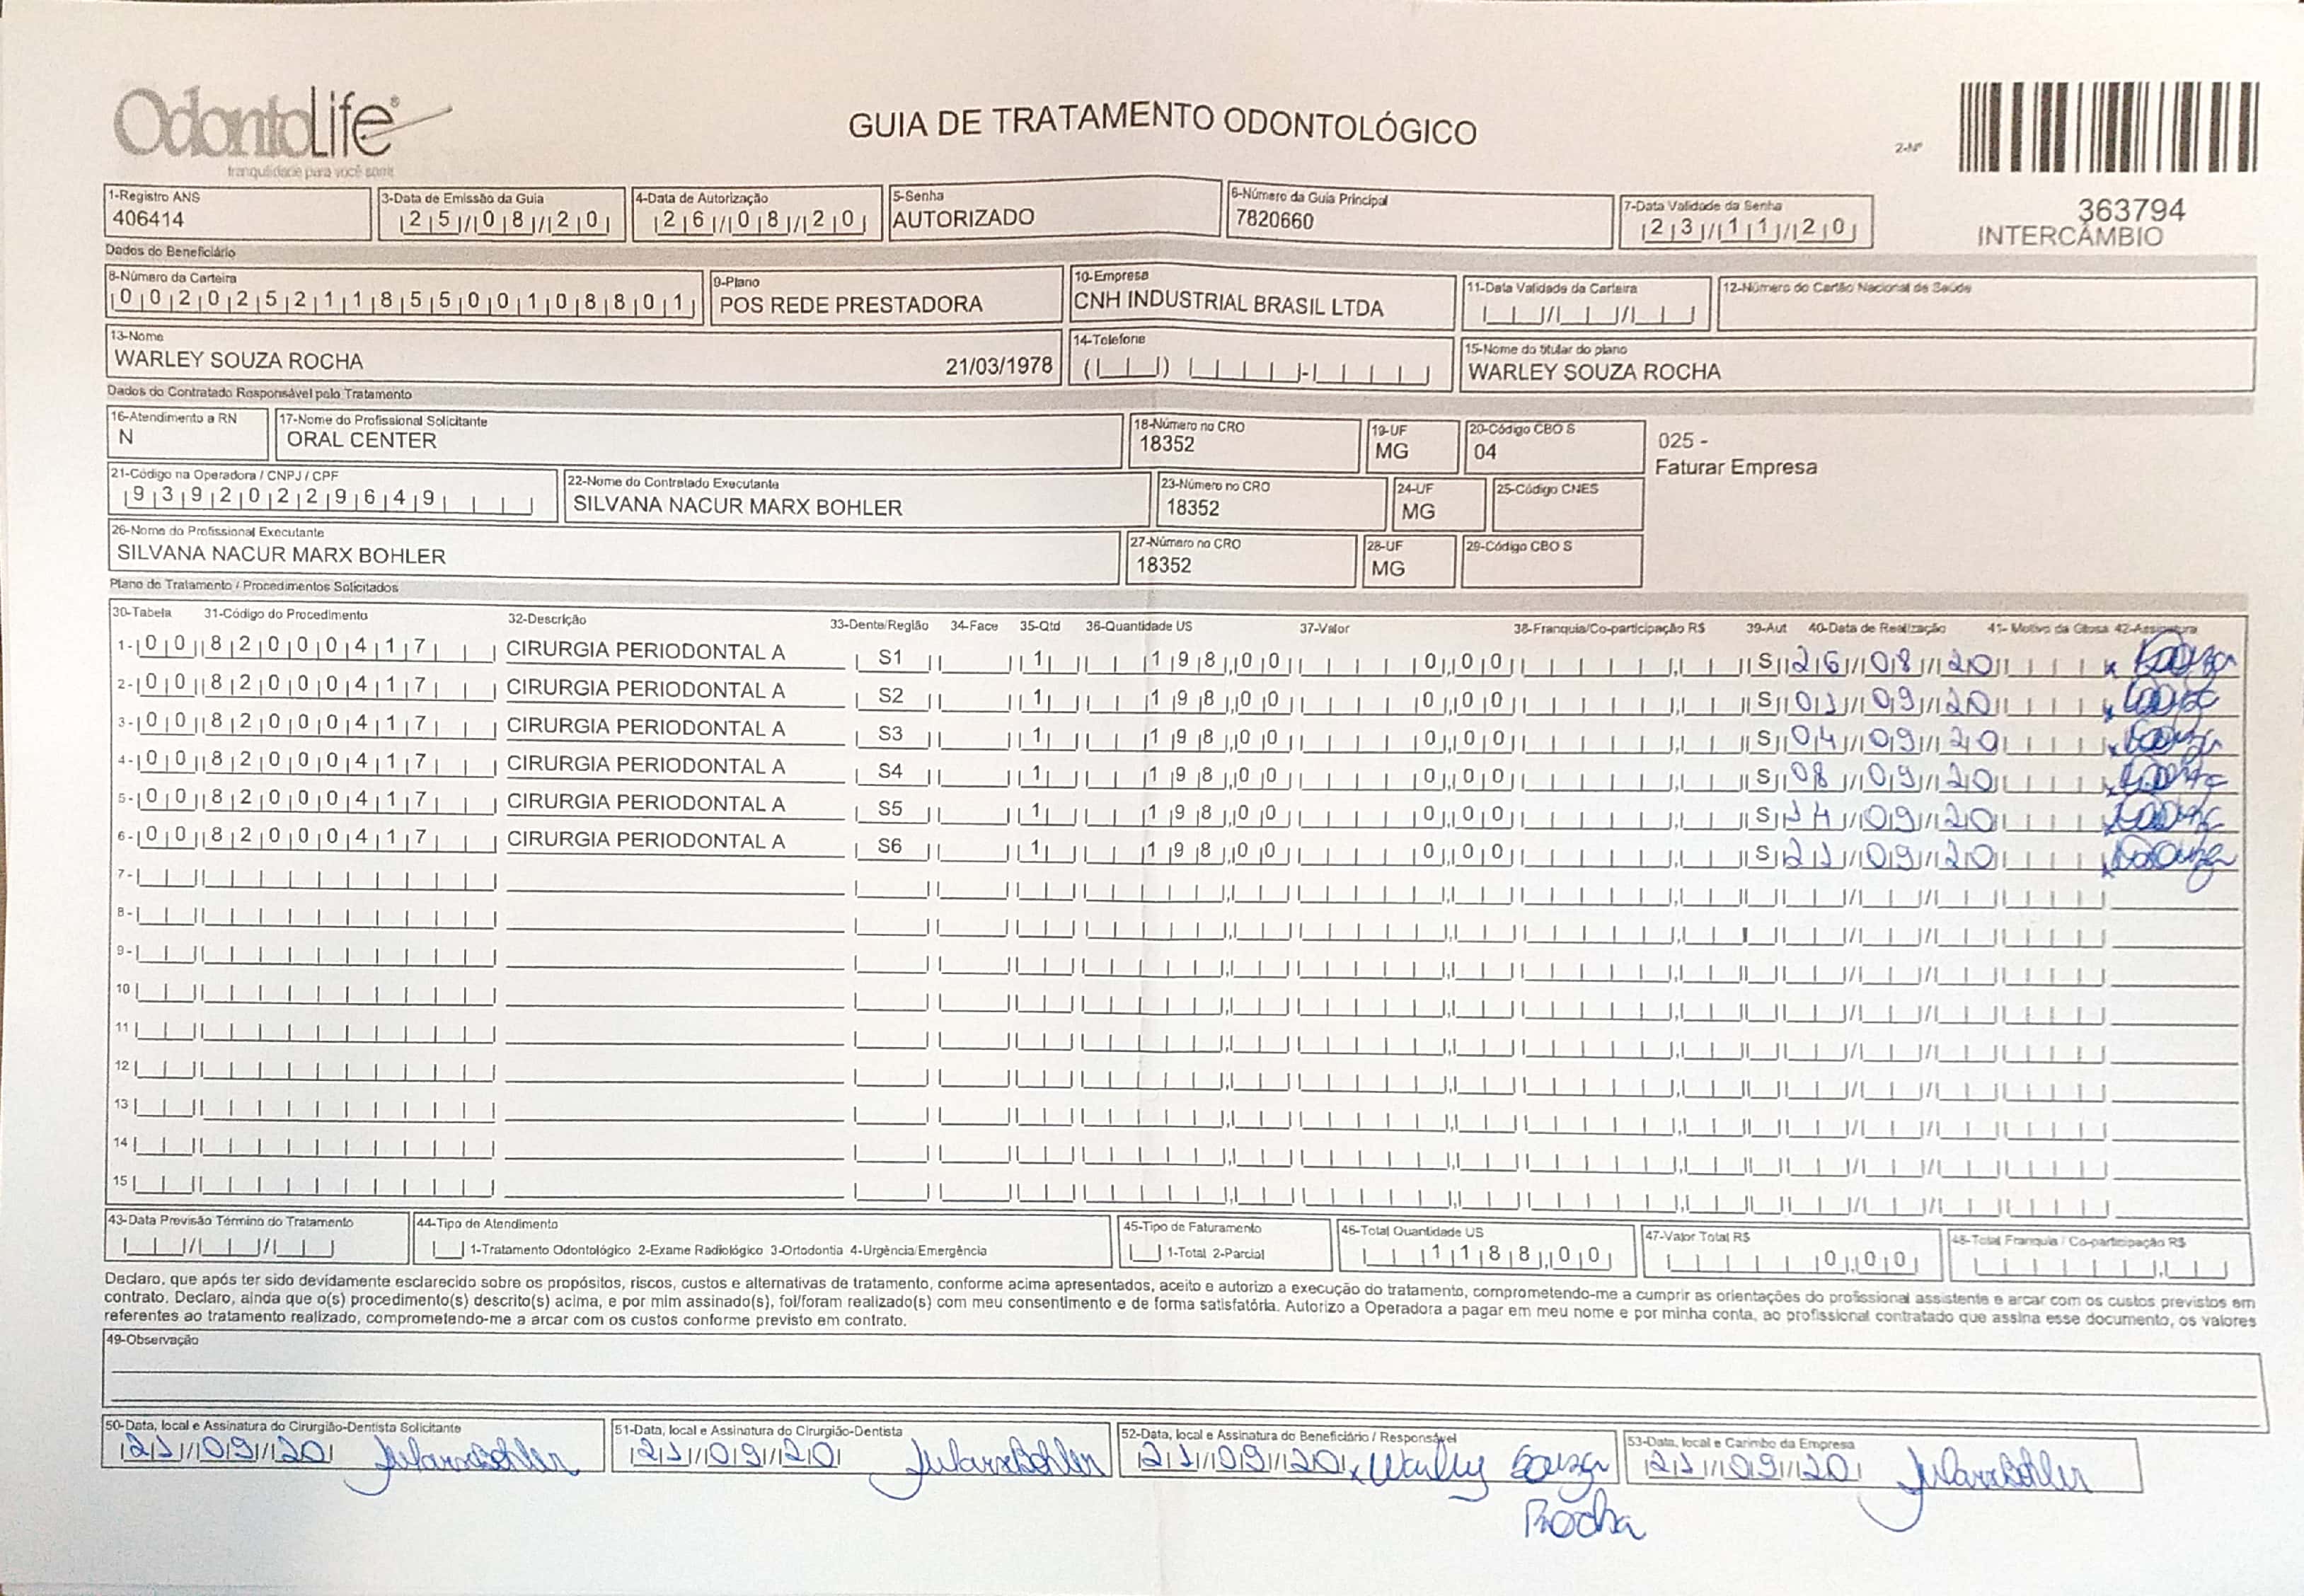 OdontoLife®
tranquilidade para você sorrir
GUIA DE TRATAMENTO ODONTOLÓGICO
2-Nº
363794
INTERCÂMBIO
1-Registro ANS
406414
3-Data de Emissão da Guia
25/08/20
4-Data de Autorização
26/08/20
5-Senha
AUTORIZADO
6-Número da Guia Principal
7820660
7-Data Validade da Senha
23/11/20
Dados do Beneficiário
8-Número da Carteira
00202521185500108801
9-Plano
POS REDE PRESTADORA
10-Empresa
CNH INDUSTRIAL BRASIL LTDA
11-Data Validade da Carteira
12-Número do Cartão Nacional de Saúde
13-Nome
WARLEY SOUZA ROCHA 21/03/1978
14-Telefone
15-Nome do titular do plano
WARLEY SOUZA ROCHA
Dados do Contratado Responsável pelo Tratamento
16-Atendimento a RN
N
17-Nome do Profissional Solicitante
ORAL CENTER
18-Número no CRO
18352
19-UF
MG
20-Código CBO S
04
025 -
Faturar Empresa
21-Código na Operadora / CNPJ / CPF
93920229649
22-Nome do Contratado Executante
SILVANA NACUR MARX BOHLER
23-Número no CRO
18352
24-UF
MG
25-Código CNES
26-Nome do Profissional Executante
SILVANA NACUR MARX BOHLER
27-Número no CRO
18352
28-UF
MG
29-Código CBO S
Plano de Tratamento / Procedimentos Solicitados
30-Tabela 31-Código do Procedimento 32-Descrição 33-Dente/Região 34-Face 35-Qtd 36-Quantidade US 37-Valor 38-Franquia/Co-participação R$ 39-Aut 40-Data de Realização 41- Motivo da Glosa 42-Assinatura
1- 00 82000417 CIRURGIA PERIODONTAL A S1 1 198,00 0,00 S 26/08/20 x Souza
2- 00 82000417 CIRURGIA PERIODONTAL A S2 1 198,00 0,00 S 01/09/20 x Souza
3- 00 82000417 CIRURGIA PERIODONTAL A S3 1 198,00 0,00 S 04/09/20 x Souza
4- 00 82000417 CIRURGIA PERIODONTAL A S4 1 198,00 0,00 S 08/09/20 x Souza
5- 00 82000417 CIRURGIA PERIODONTAL A S5 1 198,00 0,00 S 14/09/20 x Souza
6- 00 82000417 CIRURGIA PERIODONTAL A S6 1 198,00 0,00 S 21/09/20 x Souza
7-
8-
9-
10
11
12
13
14
15
43-Data Previsão Término do Tratamento
44-Tipo de Atendimento
1-Tratamento Odontológico 2-Exame Radiológico 3-Ortodontia 4-Urgência/Emergência
45-Tipo de Faturamento
1-Total 2-Parcial
46-Total Quantidade US
1188,00
47-Valor Total R$
0,00
48-Total Franquia / Co-participação R$
Declaro, que após ter sido devidamente esclarecido sobre os propósitos, riscos, custos e alternativas de tratamento, conforme acima apresentados, aceito e autorizo a execução do tratamento, comprometendo-me a cumprir as orientações do profissional assistente e arcar com os custos previstos em
contrato. Declaro, ainda que o(s) procedimento(s) descrito(s) acima, e por mim assinado(s), foi/foram realizado(s) com meu consentimento e de forma satisfatória. Autorizo a Operadora a pagar em meu nome e por minha conta, ao profissional contratado que assina esse documento, os valores
referentes ao tratamento realizado, comprometendo-me a arcar com os custos conforme previsto em contrato.
49-Observação
50-Data, local e Assinatura do Cirurgião-Dentista Solicitante
21/09/20
51-Data, local e Assinatura do Cirurgião-Dentista
21/09/20
52-Data, local e Assinatura do Beneficiário / Responsável
21/09/20 x Warley Souza
Rocha
53-Data, local e Carimbo da Empresa
21/09/20